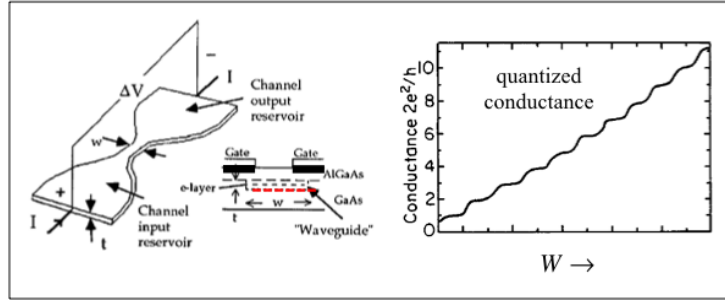 I
−
ΔV
Channel
output
reservoir
w
+
I
t
Channel
input
reservoir
Gate
Gate
AlGaAs
e-layer
GaAs
t
w
"Waveguide"
quantized
conductance
Conductance 2e²/h
10
8
6
4
2
0
W →